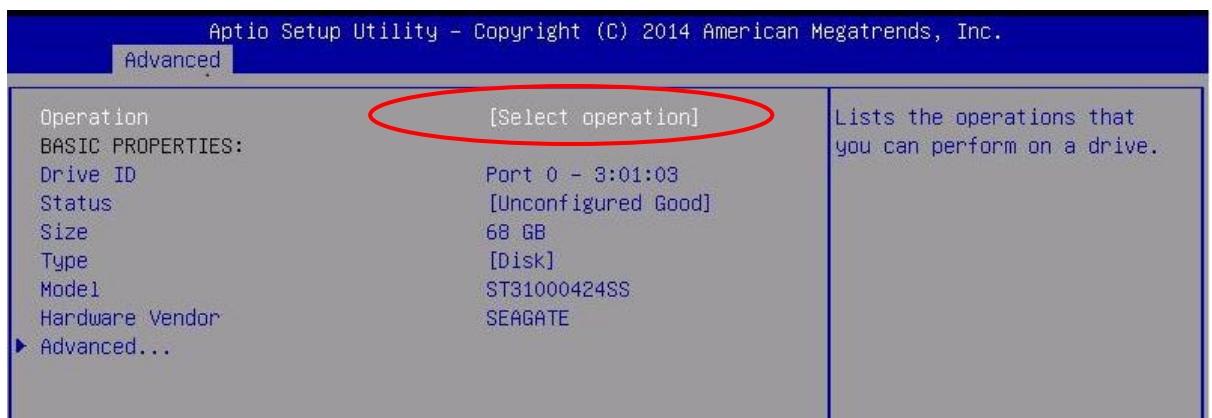 Aptio Setup Utility – Copyright (C) 2014 American Megatrends, Inc.
Advanced
Operation [Select operation]
BASIC PROPERTIES:
Drive ID Port 0 – 3:01:03
Status [Unconfigured Good]
Size 68 GB
Type [Disk]
Model ST31000424SS
Hardware Vendor SEAGATE
Advanced...
Lists the operations that
you can perform on a drive.